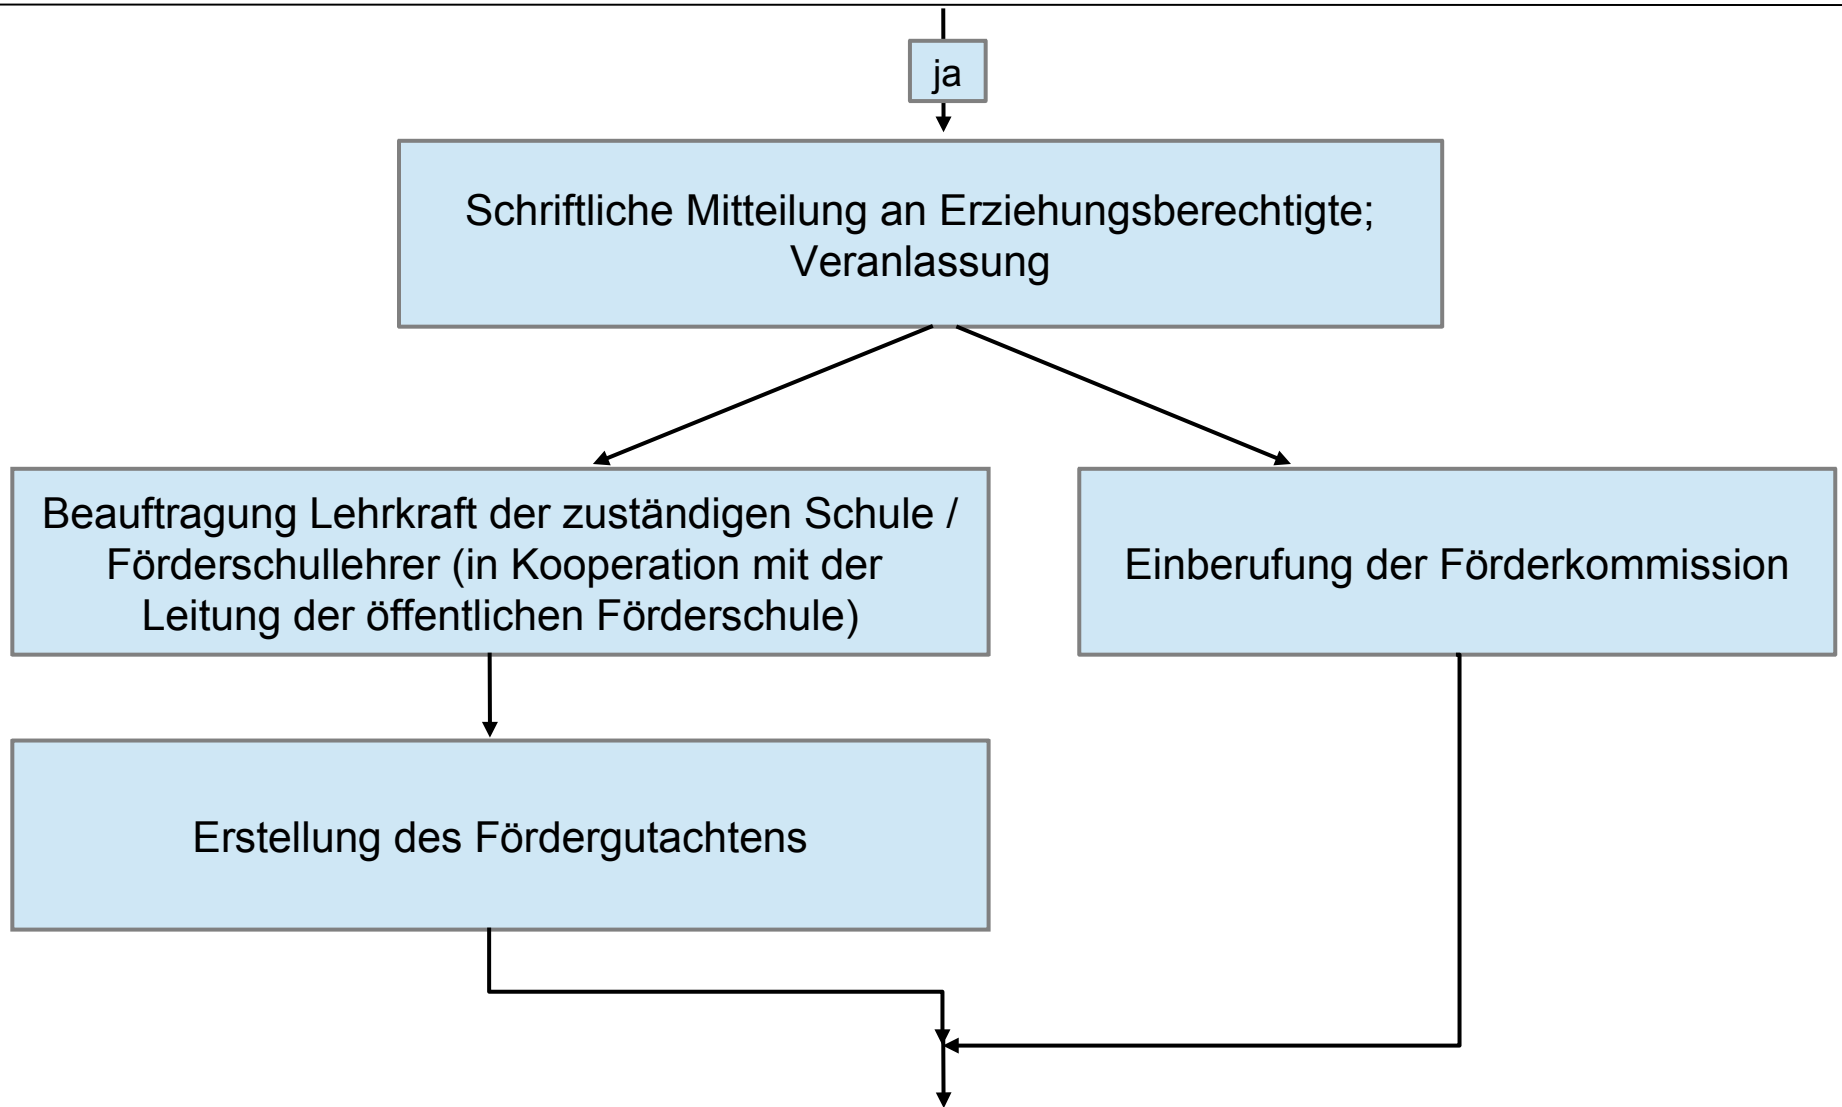 ja
Schriftliche Mitteilung an Erziehungsberechtigte;
Veranlassung
Beauftragung Lehrkraft der zuständigen Schule /
Förderschullehrer (in Kooperation mit der
Leitung der öffentlichen Förderschule)
Einberufung der Förderkommission
Erstellung des Fördergutachtens